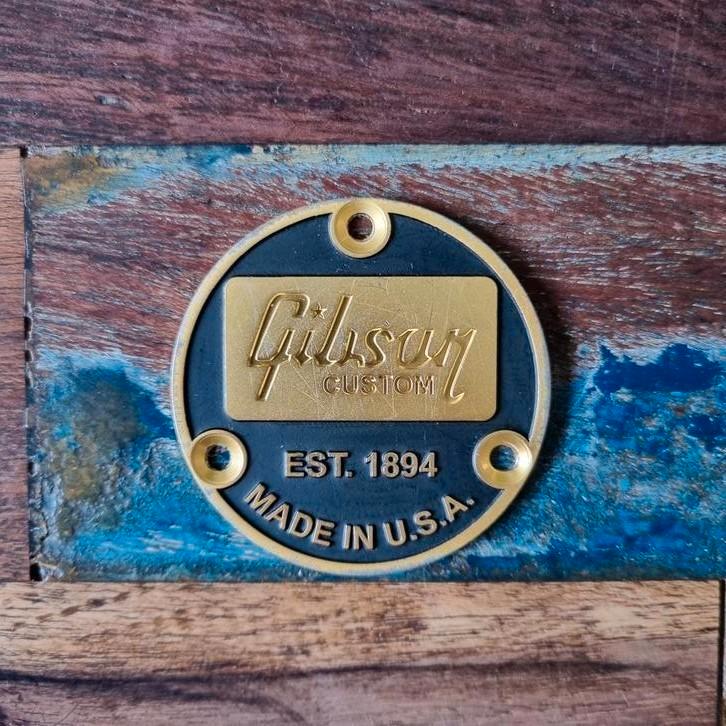 Gibson
CUSTOM
EST. 1894
MADE IN U.S.A.